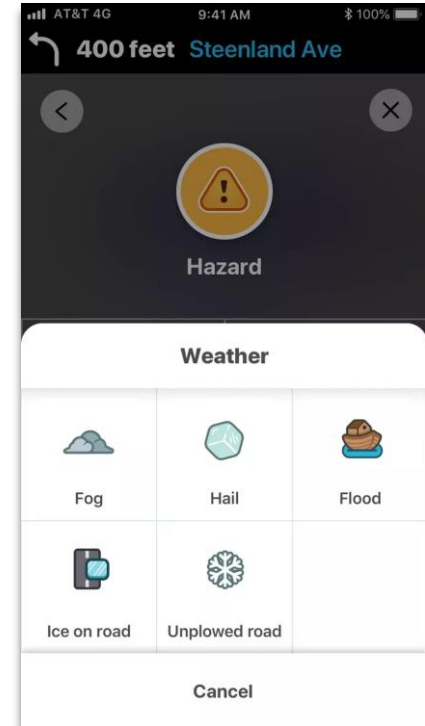 AT&T 4G 9:41 AM 100%
400 feet Steenland Ave
Hazard
Weather
Fog Hail Flood
Ice on road Unplowed road
Cancel